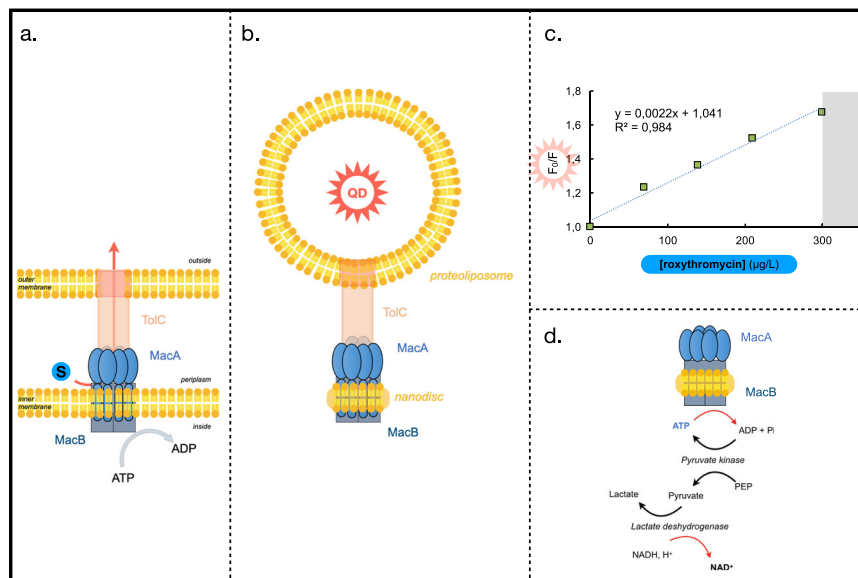 a.
outside
outer
membrane
TolC
MacA
S
periplasm
inner
membrane
inside
MacB
ADP
ATP
b.
QD
proteoliposome
TolC
MacA
nanodisc
MacB
c.
1,8
y = 0,0022x + 1,041
R² = 0,984
1,6
F₀/F
1,4
1,2
1,0
0
100
200
300
[roxythromycin] (µg/L)
d.
MacA
MacB
ATP
ADP + Pi
Pyruvate kinase
PEP
Lactate
Pyruvate
Lactate deshydrogenase
NADH, H⁺
NAD⁺